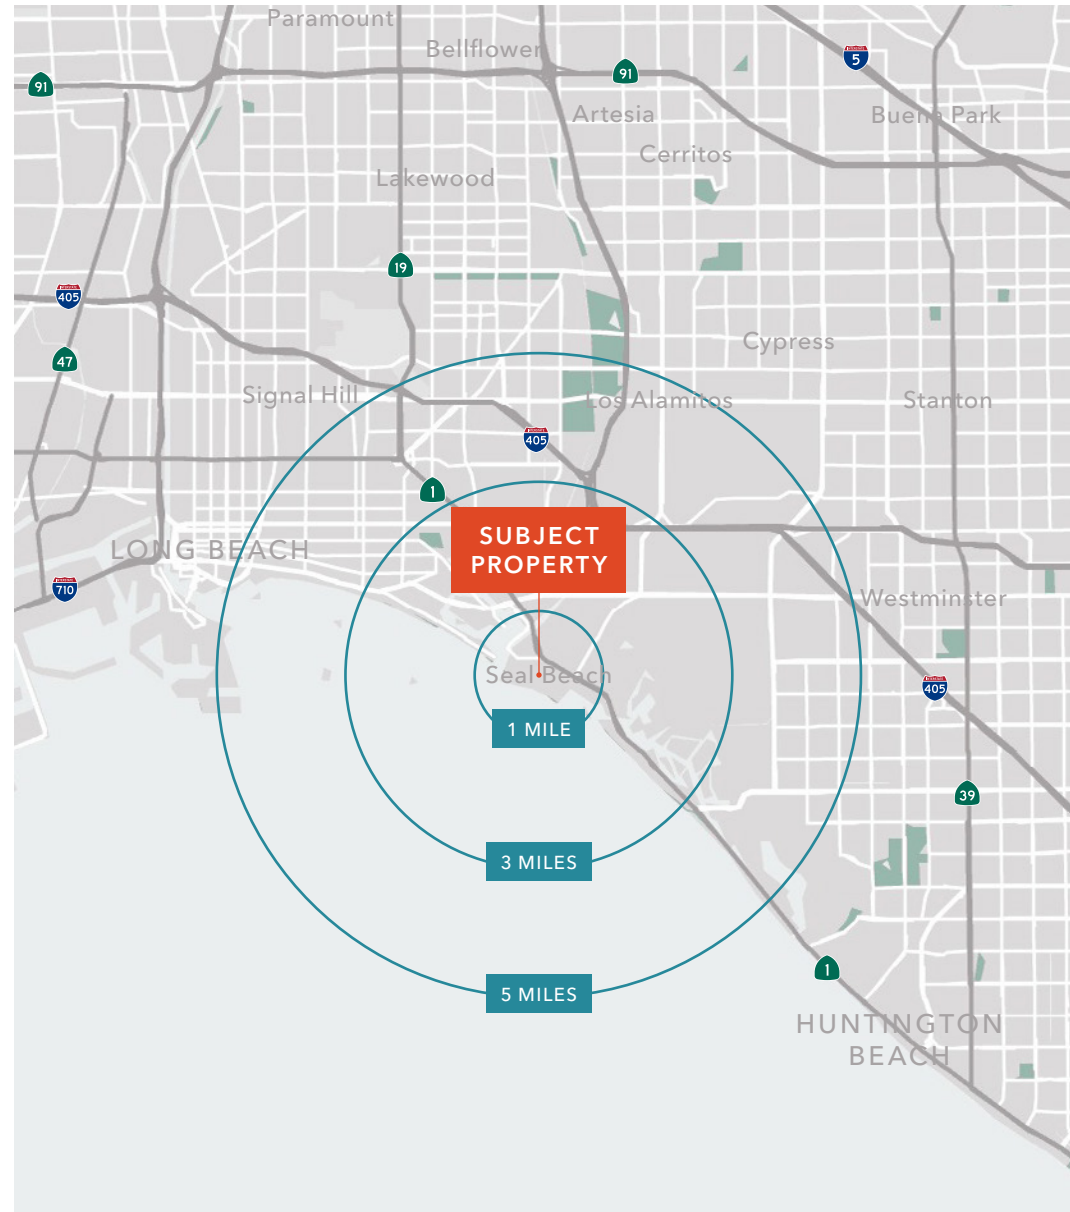 Paramount
Bellflower
5
91
91
Artesia
Buena Park
Cerritos
Lakewood
19
405
Cypress
47
Signal Hill
Los Alamitos
Stanton
405
1
SUBJECT
PROPERTY
LONG BEACH
710
Westminster
Seal Beach
405
1 MILE
39
3 MILES
1
5 MILES
HUNTINGTON
BEACH